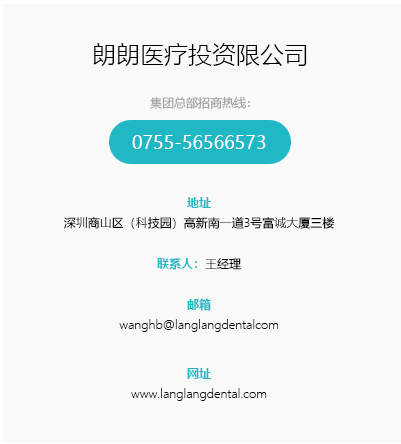 朗朗医疗投资限公司
集团总部招商热线：
0755-56566573
地址
深圳商山区（科技园）高新南一道3号富诚大厦三楼
联系人：王经理
邮箱
wanghb@langlangdentalcom
网址
www.langlangdental.com